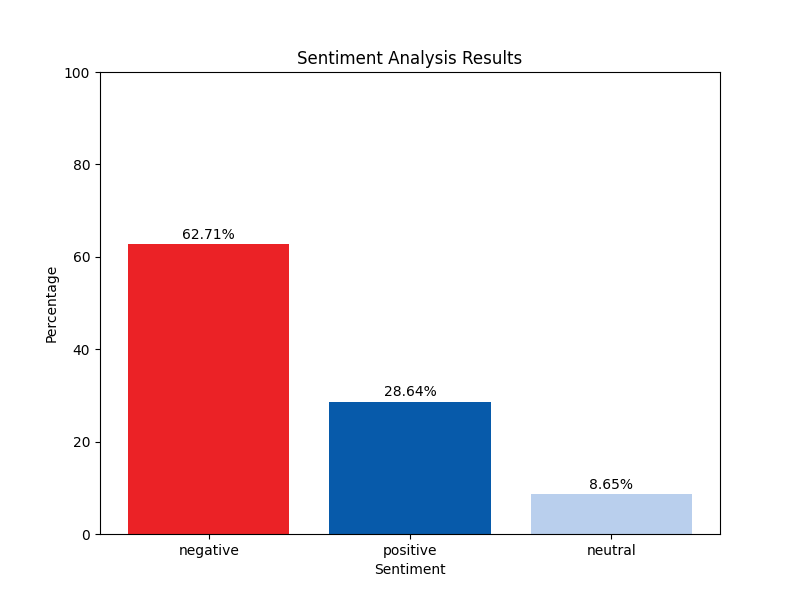 Sentiment Analysis Results
100
80
60
40
20
0
Percentage
62.71%
28.64%
8.65%
negative positive neutral
Sentiment